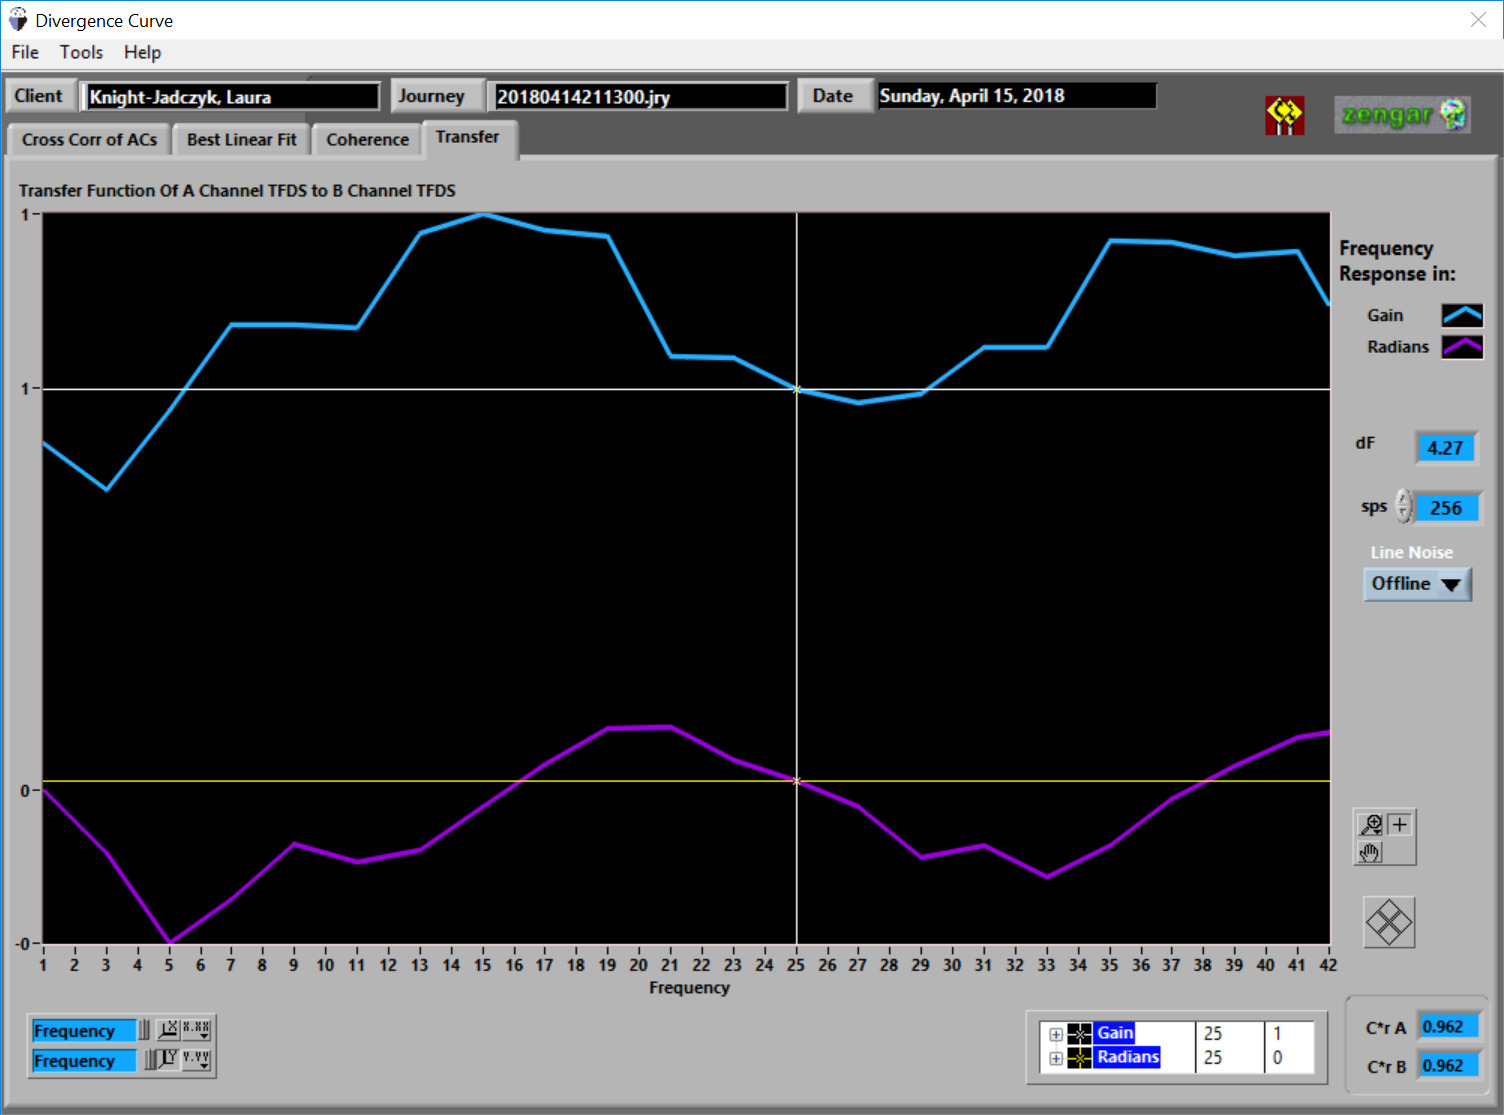 Divergence Curve
File Tools Help
Client Knight-Jadczyk, Laura Journey 20180414211300.jry Date Sunday, April 15, 2018
zengar
Cross Corr of ACs Best Linear Fit Coherence Transfer
Transfer Function Of A Channel TFDS to B Channel TFDS
1
1
0
-0
1 2 3 4 5 6 7 8 9 10 11 12 13 14 15 16 17 18 19 20 21 22 23 24 25 26 27 28 29 30 31 32 33 34 35 36 37 38 39 40 41 42
Frequency
Frequency
Response in:
Gain
Radians
dF 4.27
sps 256
Line Noise
Offline
Frequency X X.XX
Frequency Y Y.YY
Gain 25 1
Radians 25 0
C*r A 0.962
C*r B 0.962